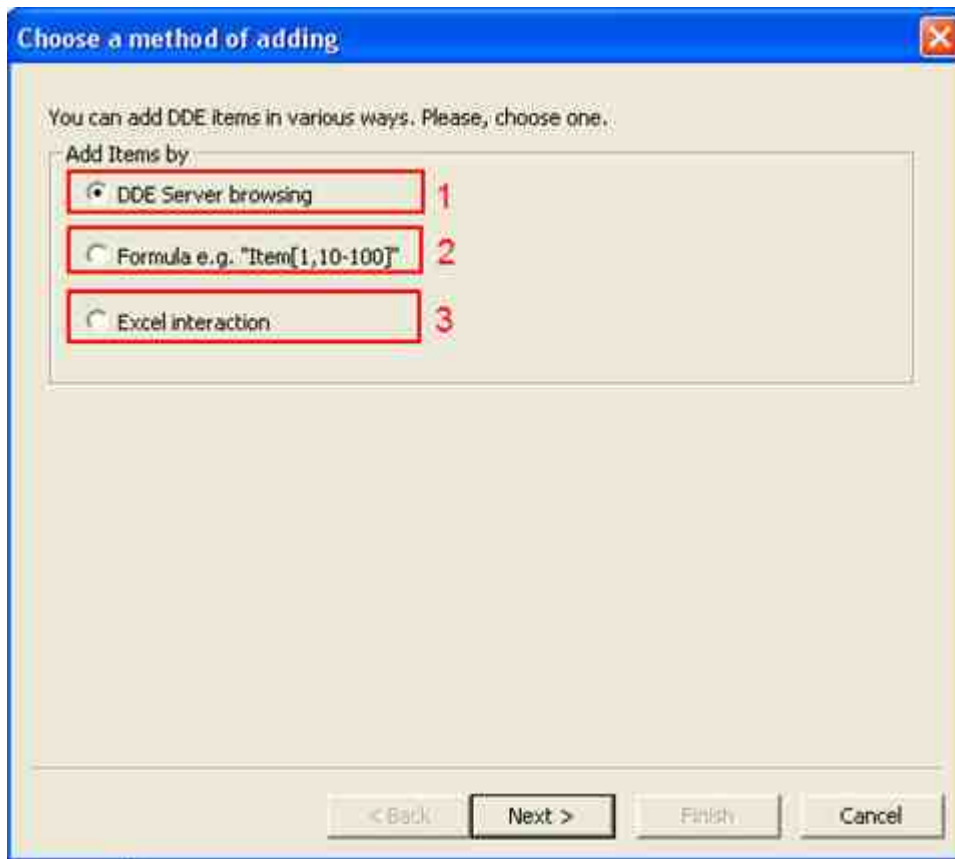 Choose a method of adding
You can add DDE items in various ways. Please, choose one.
Add Items by
DDE Server browsing 1
Formula e.g. "Item[1,10-100]" 2
Excel interaction 3
< Back Next > Finish Cancel